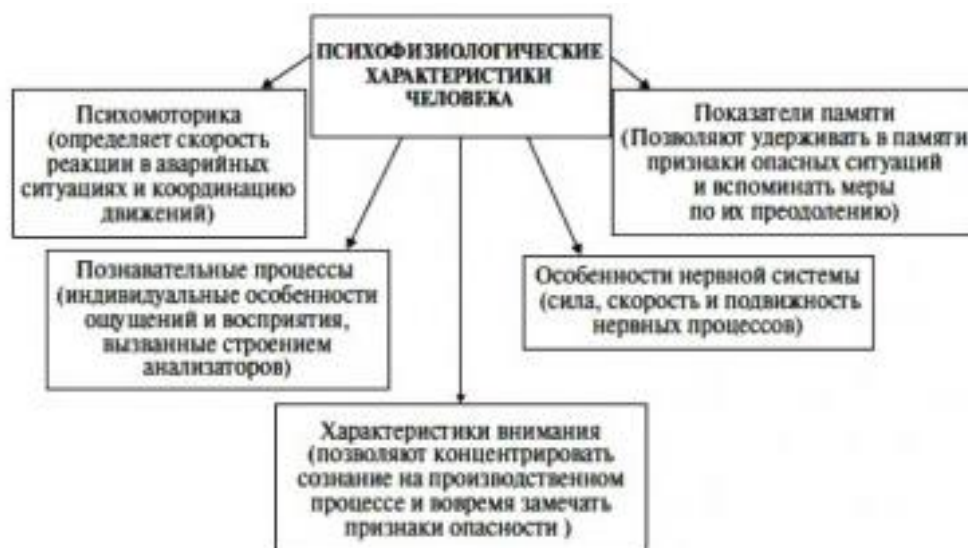 ПСИХОФИЗИОЛОГИЧЕСКИЕ
ХАРАКТЕРИСТИКИ
ЧЕЛОВЕКА
Психомоторика
(определяет скорость
реакции в аварийных
ситуациях и координацию
движений)
Показатели памяти
(Позволяют удерживать в памяти
признаки опасных ситуаций
и вспоминать меры
по их преодолению)
Познавательные процессы
(индивидуальные особенности
ощущений и восприятия,
вызванные строением
анализаторов)
Особенности нервной системы
(сила, скорость и подвижность
нервных процессов)
Характеристики внимания
(позволяют концентрировать
сознание на производственном
процессе и вовремя замечать
признаки опасности )